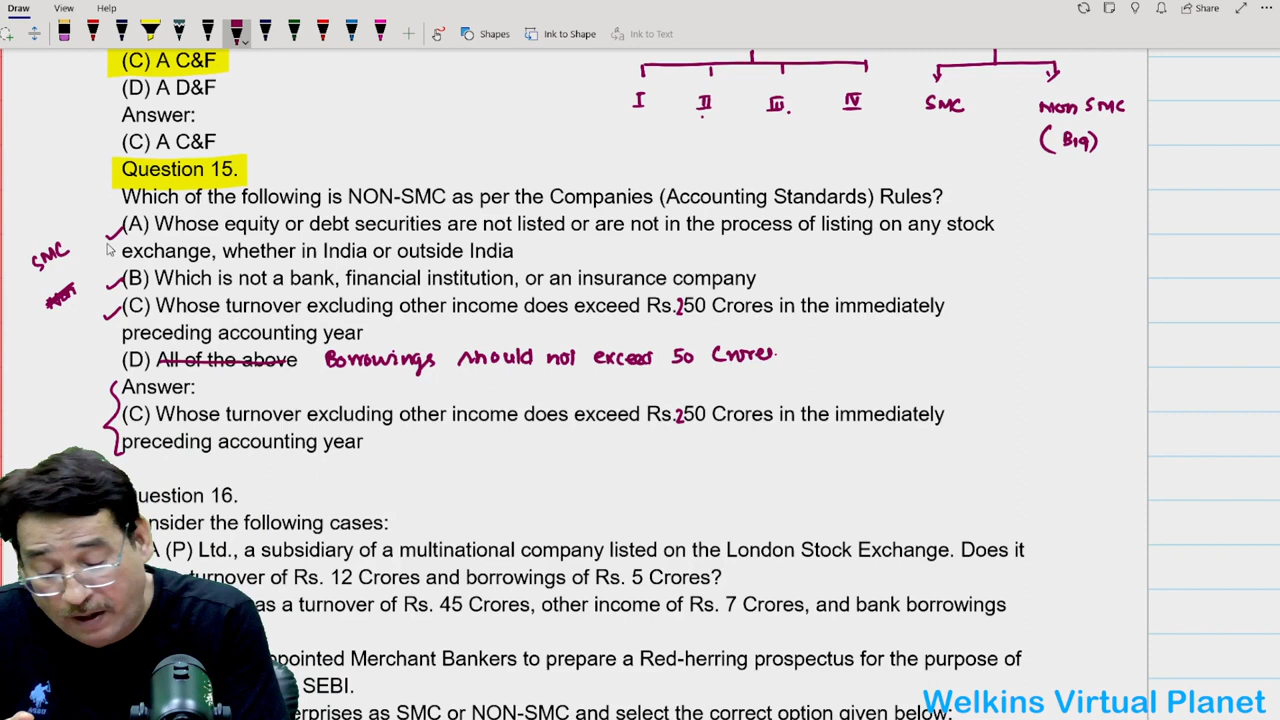 Draw View Help
Share
Shapes Ink to Shape Ink to Text
(C) A C&F
(D) A D&F
Answer:
(C) A C&F
I II III IV SMC Non SMC
(Big)
Question 15.
Which of the following is NON-SMC as per the Companies (Accounting Standards) Rules?
(A) Whose equity or debt securities are not listed or are not in the process of listing on any stock
exchange, whether in India or outside India
SMC
(B) Which is not a bank, financial institution, or an insurance company
(C) Whose turnover excluding other income does exceed Rs.250 Crores in the immediately
preceding accounting year
(D) All of the above Borrowings should not exceed 50 Crores.
Answer:
(C) Whose turnover excluding other income does exceed Rs.250 Crores in the immediately
preceding accounting year
uestion 16.
nsider the following cases:
A (P) Ltd., a subsidiary of a multinational company listed on the London Stock Exchange. Does it
turnover of Rs. 12 Crores and borrowings of Rs. 5 Crores?
as a turnover of Rs. 45 Crores, other income of Rs. 7 Crores, and bank borrowings
ppointed Merchant Bankers to prepare a Red-herring prospectus for the purpose of
SEBI.
erprises as SMC or NON-SMC and select the correct option given below:
Welkins Virtual Planet